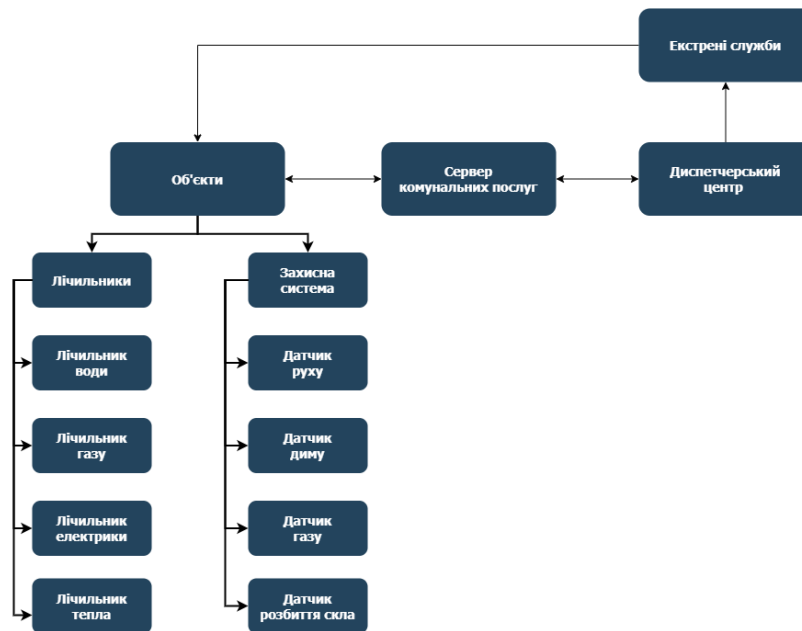 Екстрені служби
Об'єкти
Сервер
комунальних послуг
Диспетчерський
центр
Лічильники
Захисна
система
Лічильник
води
Датчик
руху
Лічильник
газу
Датчик
диму
Лічильник
електрики
Датчик
газу
Лічильник
тепла
Датчик
розбиття скла